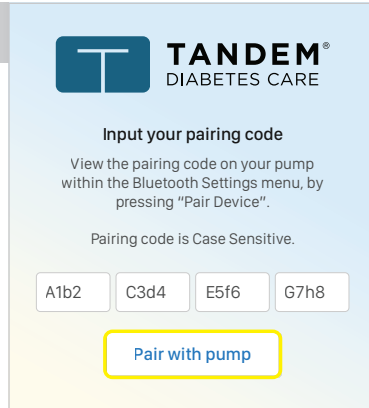 TANDEM®
DIABETES CARE
Input your pairing code
View the pairing code on your pump
within the Bluetooth Settings menu, by
pressing “Pair Device”.
Pairing code is Case Sensitive.
A1b2 C3d4 E5f6 G7h8
Pair with pump